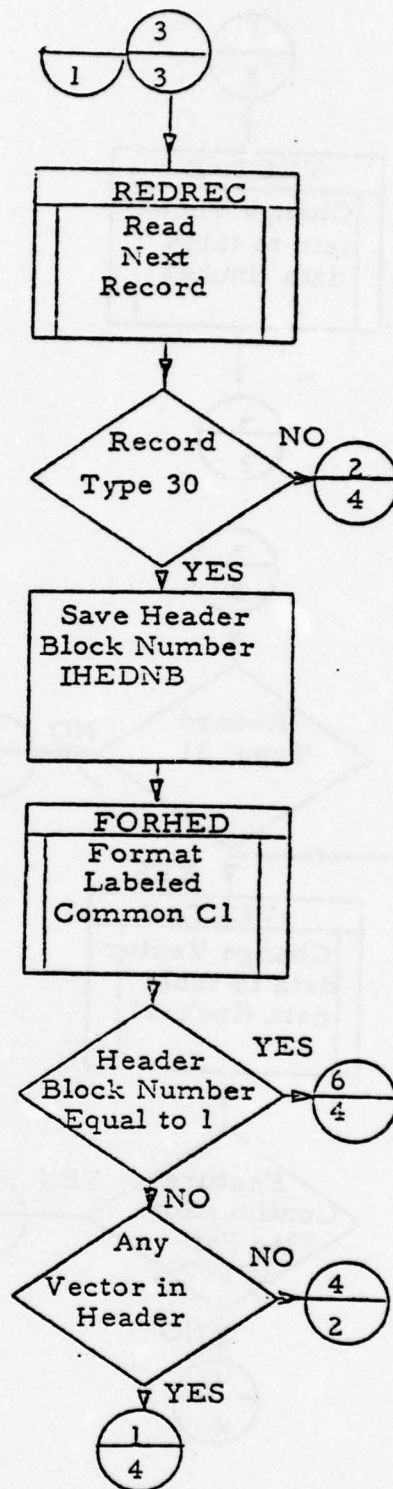 3
1
3
REDREC
Read
Next
Record
Record
Type 30
NO
2
4
YES
Save Header
Block Number
IHEDNB
FORHED
Format
Labeled
Common C1
Header
Block Number
Equal to 1
YES
6
4
NO
Any
Vector in
Header
NO
4
2
YES
1
4